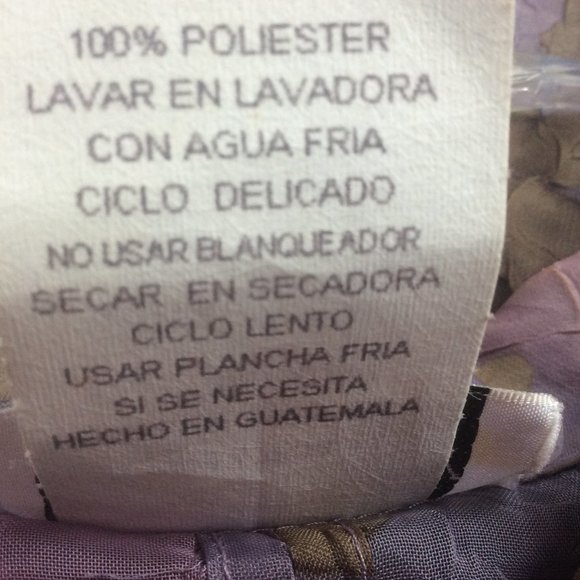 100% POLIESTER
LAVAR EN LAVADORA
CON AGUA FRIA
CICLO DELICADO
NO USAR BLANQUEADOR
SECAR EN SECADORA
CICLO LENTO
USAR PLANCHA FRIA
SI SE NECESITA
HECHO EN GUATEMALA